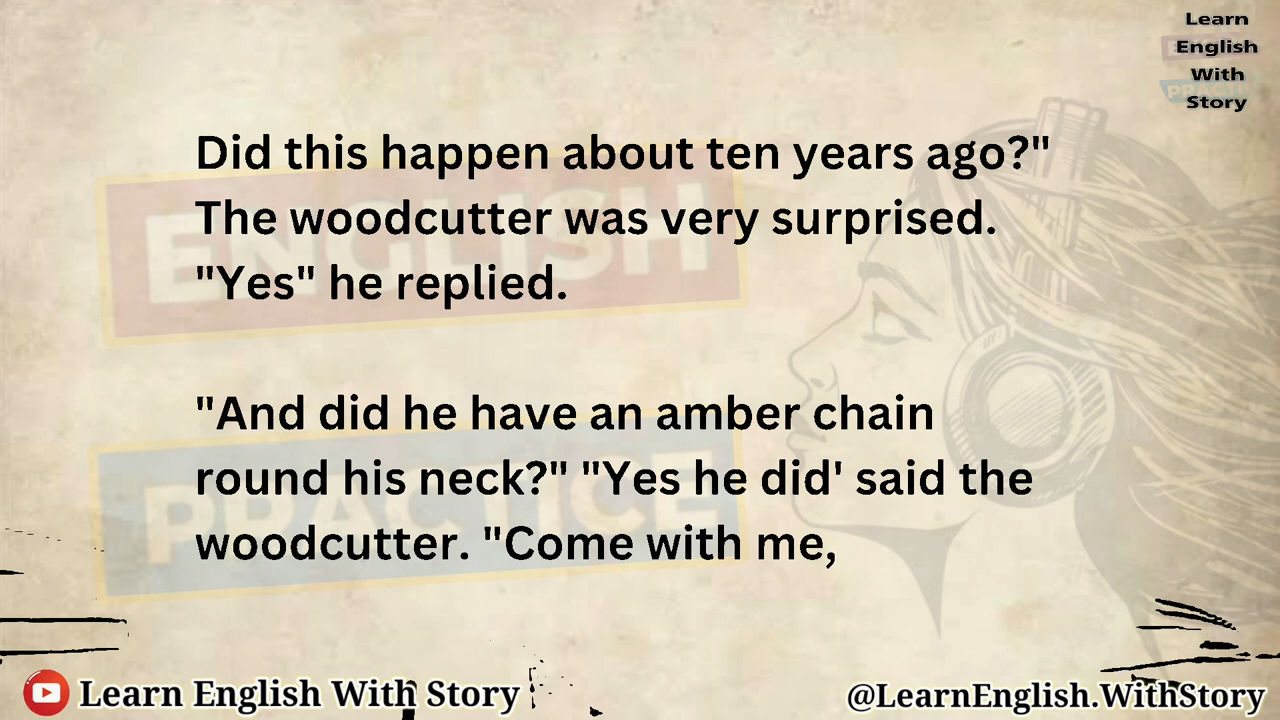 Learn
English
With
Story
Did this happen about ten years ago?"
The woodcutter was very surprised.
"Yes" he replied.
"And did he have an amber chain
round his neck?" "Yes he did' said the
woodcutter. "Come with me,
ENGLISH
PRACTICE
Learn English With Story
@LearnEnglish.WithStory